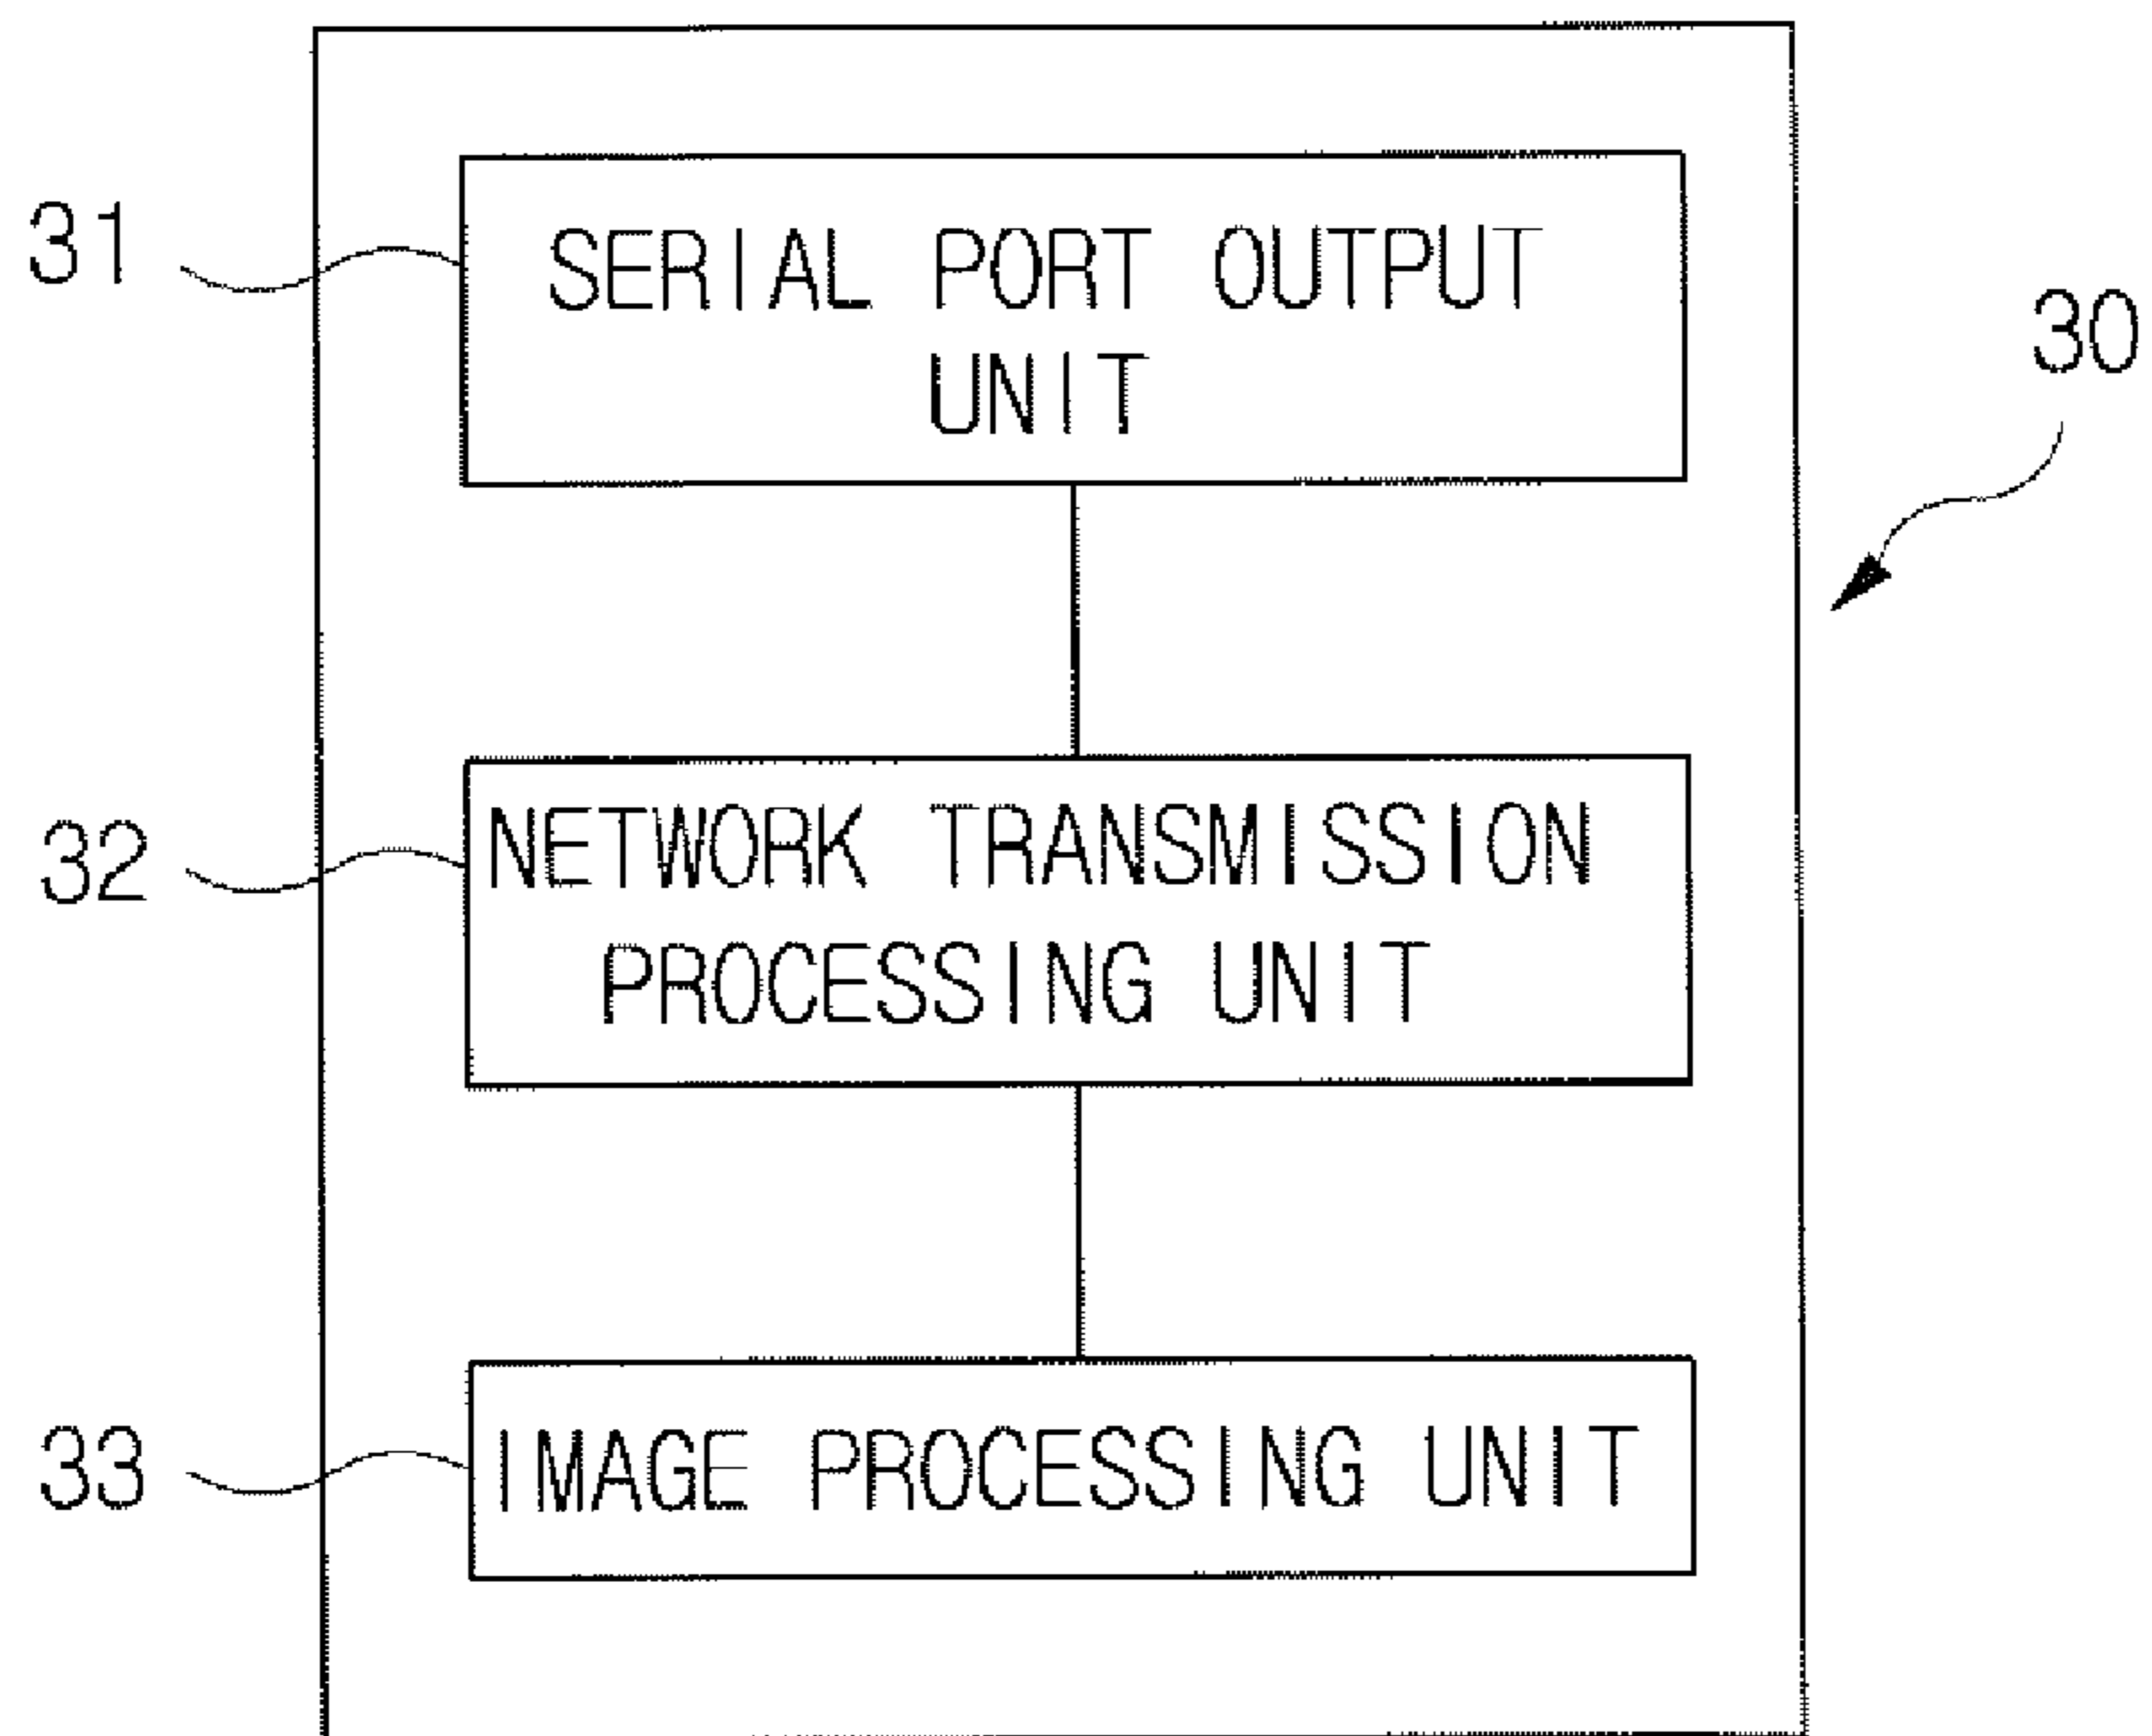 31
SERIAL PORT OUTPUT
UNIT
30
32
NETWORK TRANSMISSION
PROCESSING UNIT
33
IMAGE PROCESSING UNIT